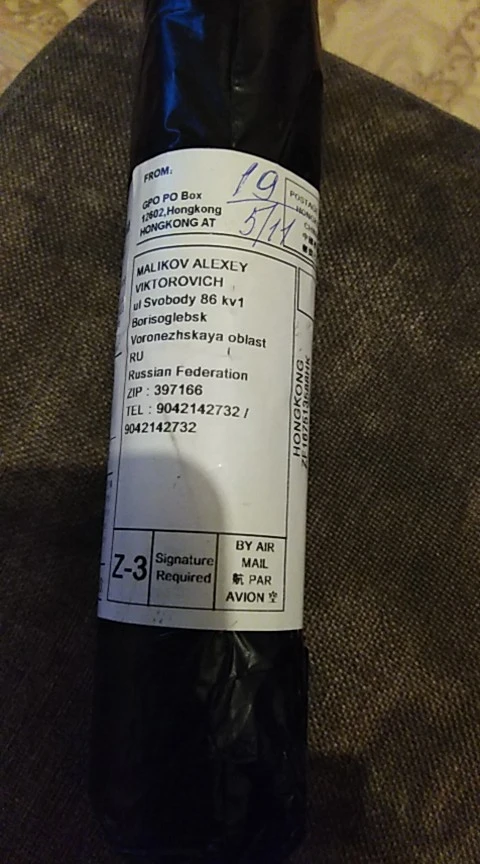 FROM:
GPO PO Box
12602,Hongkong
HONGKONG AT
19
5/11
MALIKOV ALEXEY
VIKTOROVICH
ul Svobody 86 kv1
Borisoglebsk
Voronezhskaya oblast
RU
Russian Federation
ZIP : 397166
TEL : 9042142732 /
9042142732
Z-3
Signature
Required
BY AIR
MAIL
航 PAR
AVION 空
HONGKONG